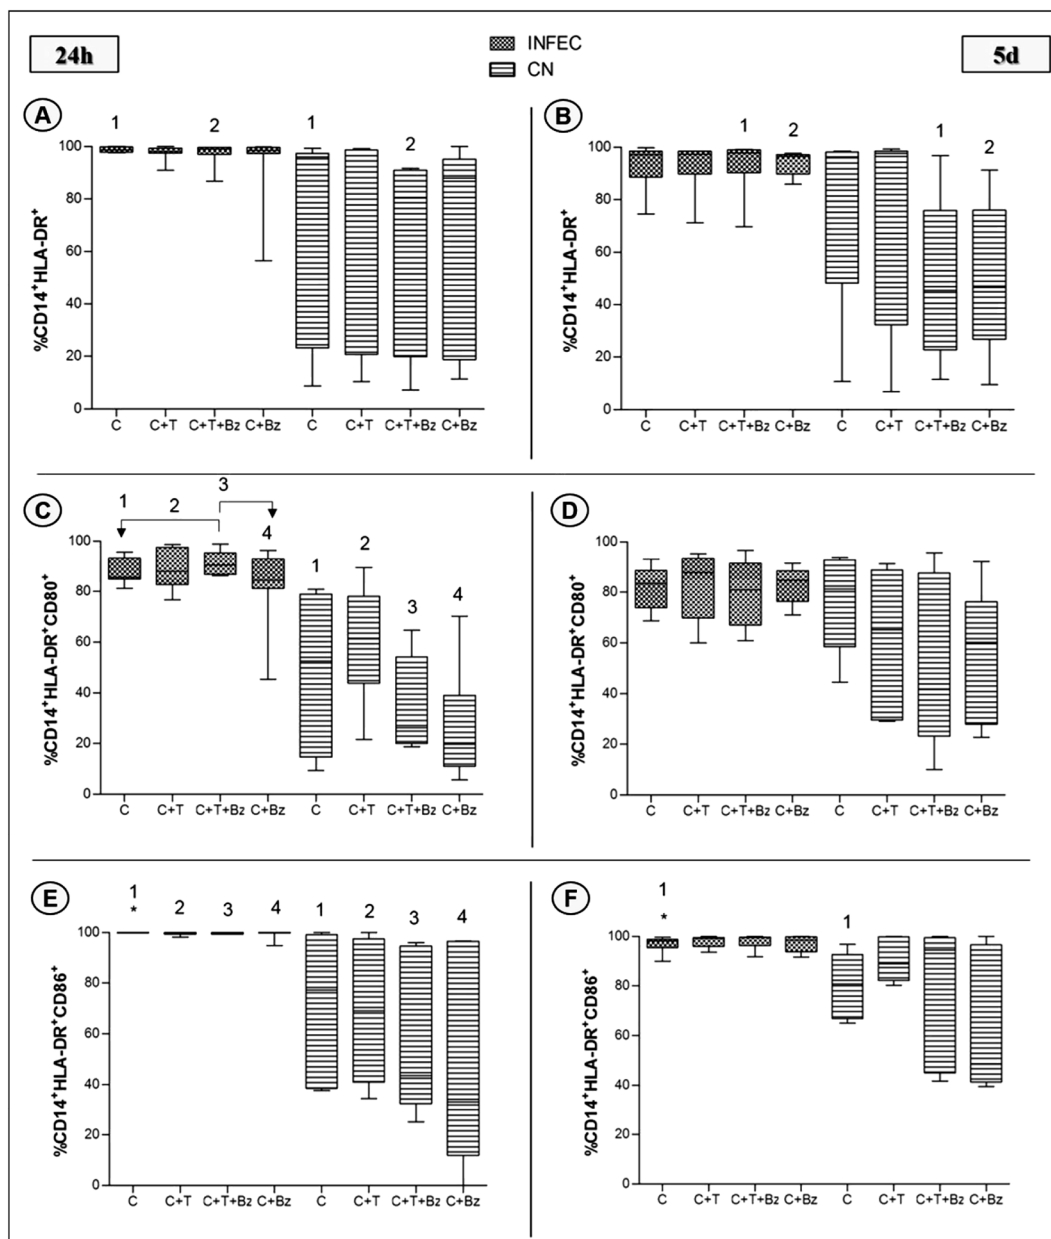 24h
INFEC
CN
5d
A
1
2
1
2
%CD14+HLA-DR+
100
80
60
40
20
0
C
C+T
C+T+Bz
C+Bz
C
C+T
C+T+Bz
C+Bz
B
1
2
1
2
%CD14+HLA-DR+
100
80
60
40
20
0
C
C+T
C+T+Bz
C+Bz
C
C+T
C+T+Bz
C+Bz
C
1
2
3
4
1
2
3
4
%CD14+HLA-DR+CD80+
100
80
60
40
20
0
C
C+T
C+T+Bz
C+Bz
C
C+T
C+T+Bz
C+Bz
D
%CD14+HLA-DR+CD80+
100
80
60
40
20
0
C
C+T
C+T+Bz
C+Bz
C
C+T
C+T+Bz
C+Bz
E
1
*
2
3
4
1
2
3
4
%CD14+HLA-DR+CD86+
100
80
60
40
20
0
C
C+T
C+T+Bz
C+Bz
C
C+T
C+T+Bz
C+Bz
F
1
*
1
%CD14+HLA-DR+CD86+
100
80
60
40
20
0
C
C+T
C+T+Bz
C+Bz
C
C+T
C+T+Bz
C+Bz